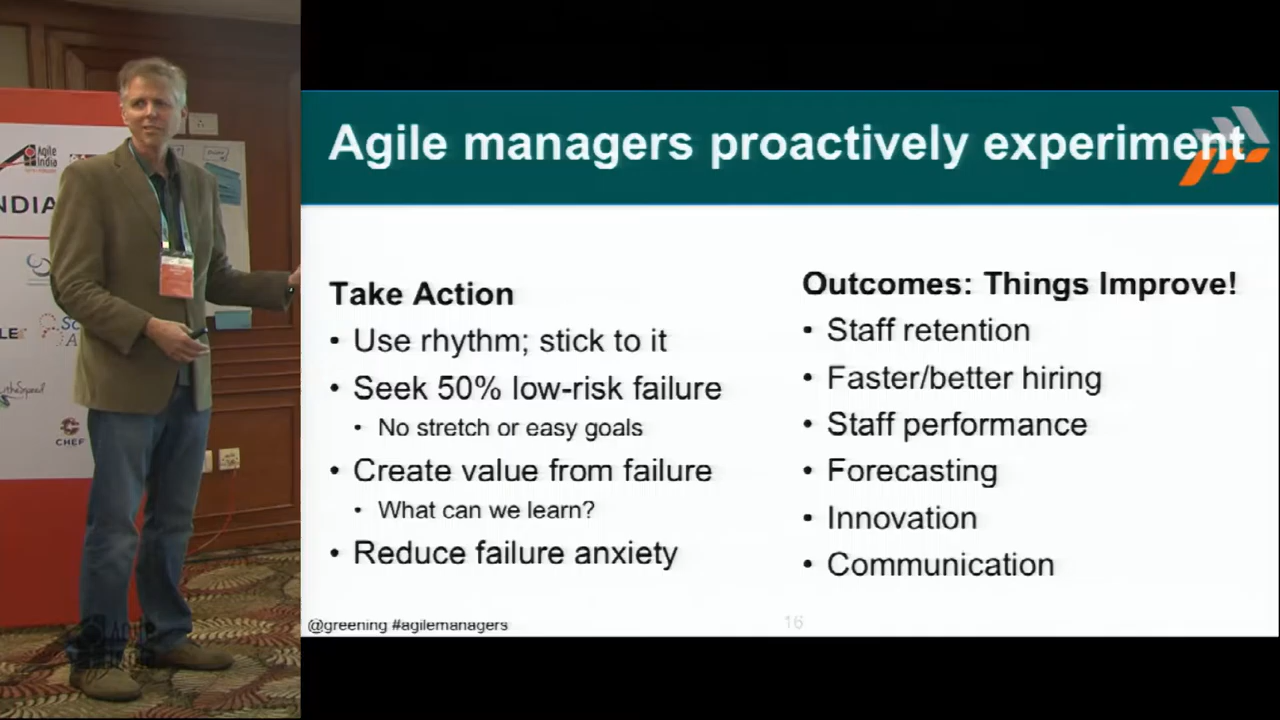 Agile
India
NDIA
CHEF
Agile managers proactively experiment
Take Action
• Use rhythm; stick to it
• Seek 50% low-risk failure
• No stretch or easy goals
• Create value from failure
• What can we learn?
• Reduce failure anxiety
Outcomes: Things Improve!
• Staff retention
• Faster/better hiring
• Staff performance
• Forecasting
• Innovation
• Communication
@greening #agilemanagers
16